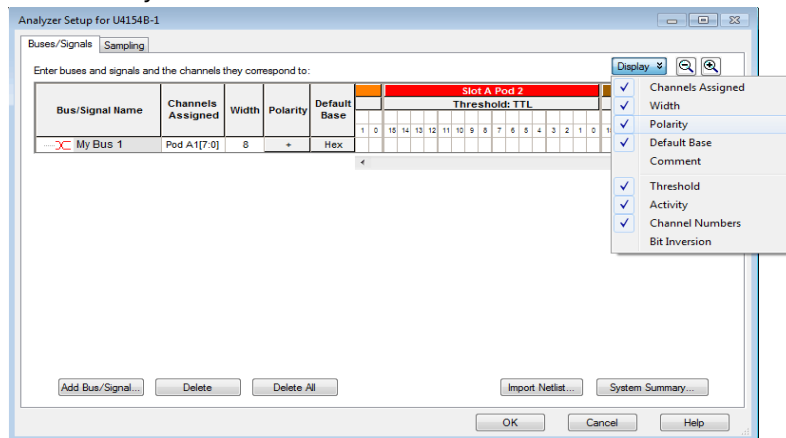 Analyzer Setup for U4154B-1
Buses/Signals Sampling
Enter buses and signals and the channels they correspond to:
Display
Bus/Signal Name Channels Assigned Width Polarity Default Base
Slot A Pod 2
Threshold: TTL
1 0 15 14 13 12 11 10 9 8 7 6 5 4 3 2 1 0
My Bus 1 Pod A1[7:0] 8 + Hex
Channels Assigned
Width
Polarity
Default Base
Comment
Threshold
Activity
Channel Numbers
Bit Inversion
Add Bus/Signal... Delete Delete All Import Netlist... System Summary...
OK Cancel Help